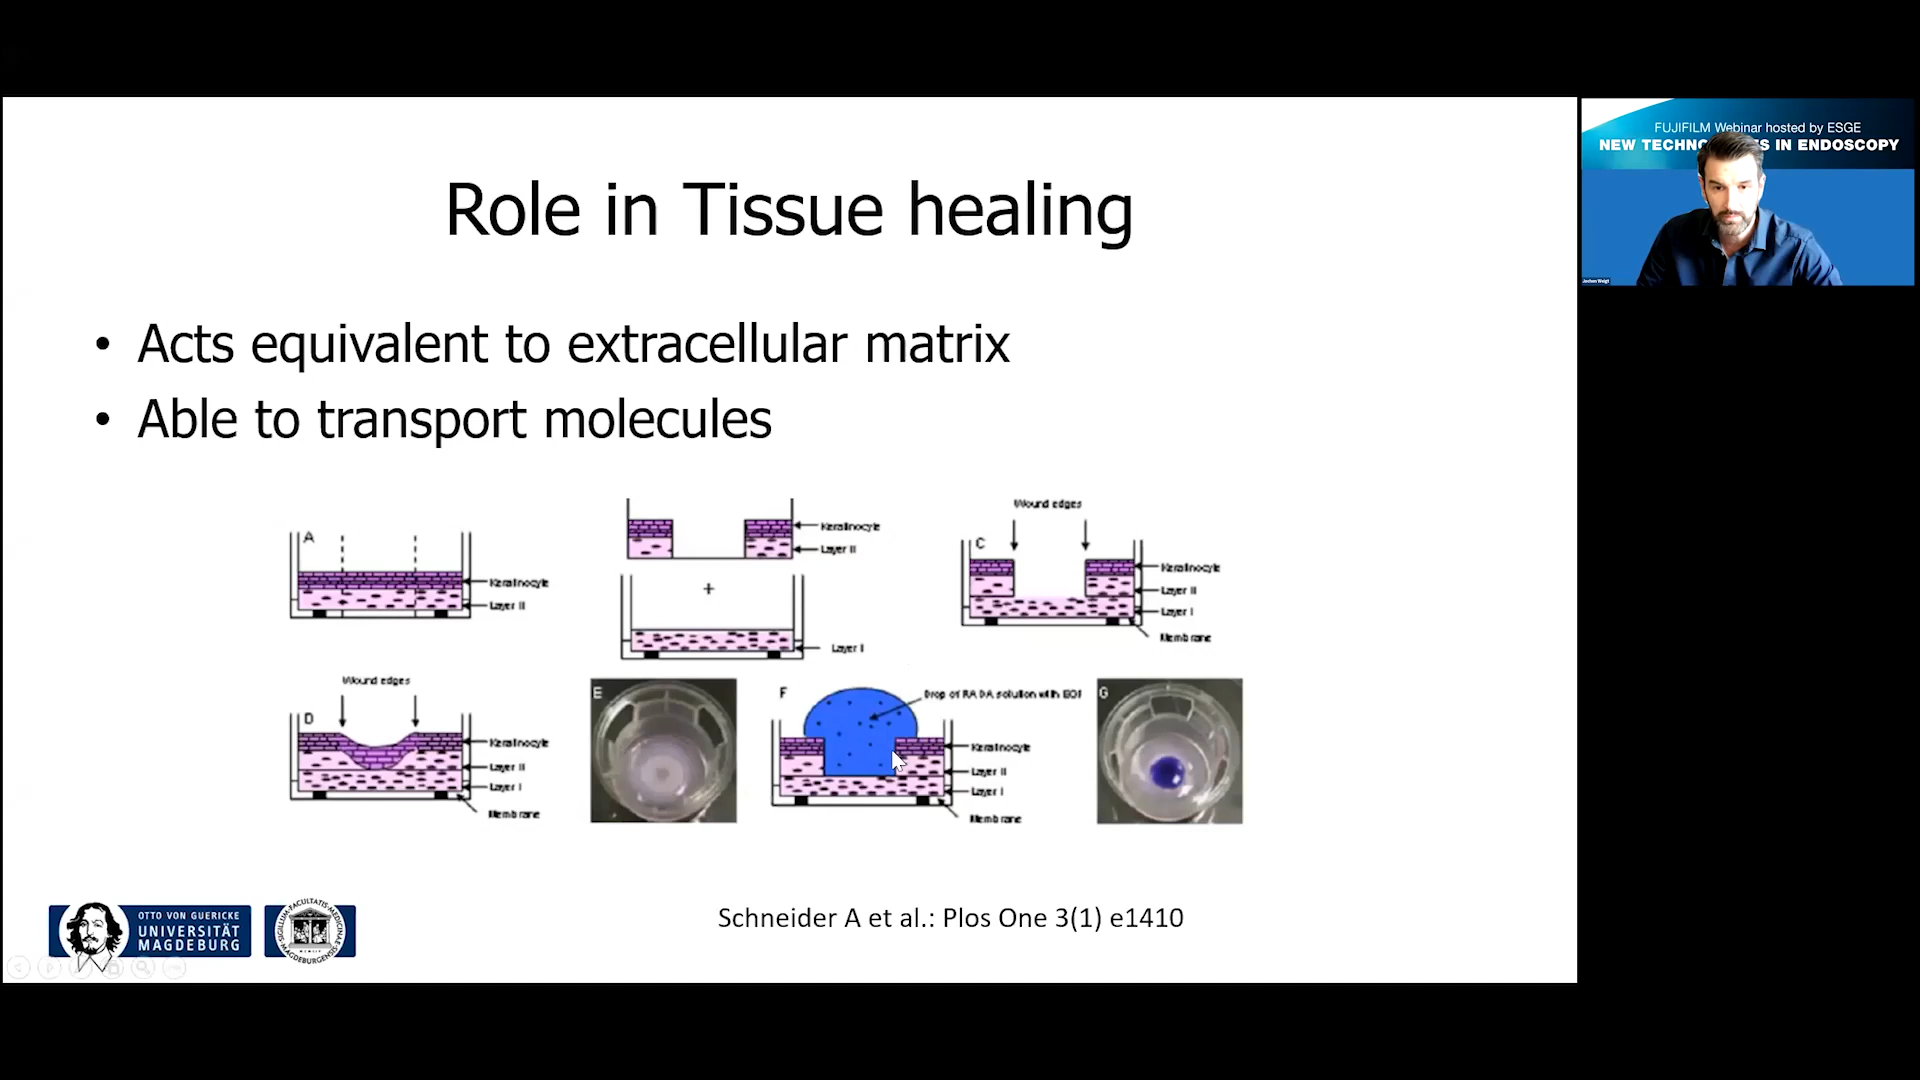 FUJIFILM Webinar hosted by ESGE
NEW TECHNO S IN ENDOSCOPY
Jochen Weigt
Role in Tissue healing
• Acts equivalent to extracellular matrix
• Able to transport molecules
A
Keratinocyte
Layer II
Keratinocyte
Layer II
+
Layer I
Wound edges
C
Keratinocyte
Layer II
Layer I
Membrane
Wound edges
D
Keratinocyte
Layer II
Layer I
Membrane
E
F
Drop of RADA solution with EGF
Keratinocyte
Layer II
Layer I
Membrane
G
Schneider A et al.: Plos One 3(1) e1410
OTTO VON GUERICKE
UNIVERSITÄT
MAGDEBURG